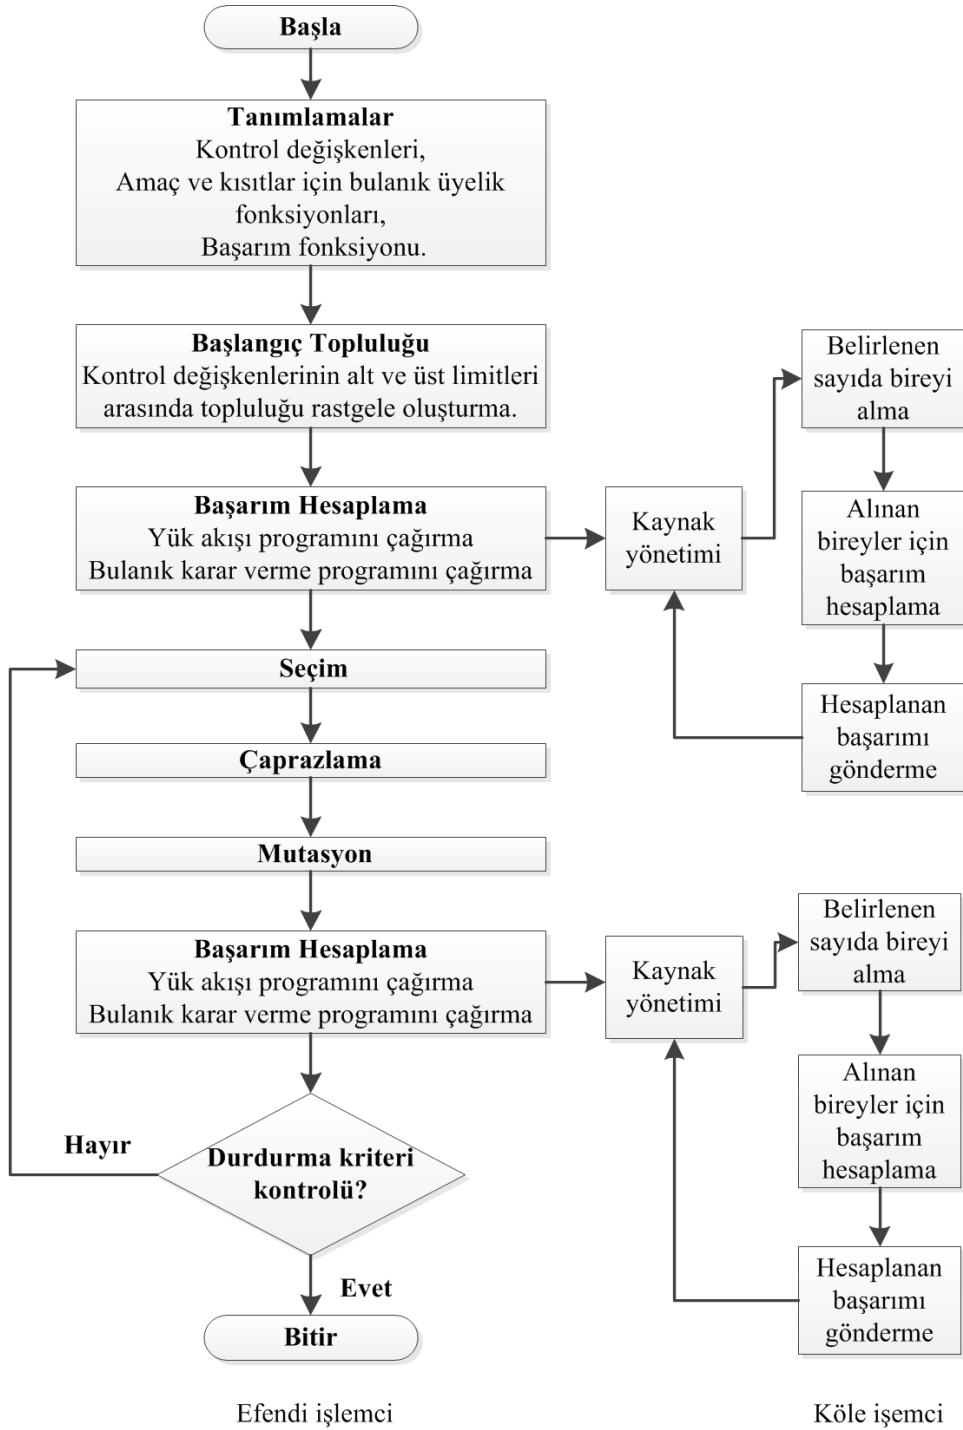 Başla
Tanımlamalar
Kontrol değişkenleri,
Amaç ve kısıtlar için bulanık üyelik
fonksiyonları,
Başarım fonksiyonu.
Başlangıç Topluluğu
Kontrol değişkenlerinin alt ve üst limitleri
arasında topluluğu rastgele oluşturma.
Başarım Hesaplama
Yük akışı programını çağırma
Bulanık karar verme programını çağırma
Kaynak
yönetimi
Belirlenen
sayıda bireyi
alma
Alınan
bireyler için
başarım
hesaplama
Hesaplanan
başarımı
gönderme
Seçim
Çaprazlama
Mutasyon
Başarım Hesaplama
Yük akışı programını çağırma
Bulanık karar verme programını çağırma
Kaynak
yönetimi
Belirlenen
sayıda bireyi
alma
Alınan
bireyler için
başarım
hesaplama
Hesaplanan
başarımı
gönderme
Hayır
Durdurma kriteri
kontrolü?
Evet
Bitir
Efendi işlemci
Köle işemci